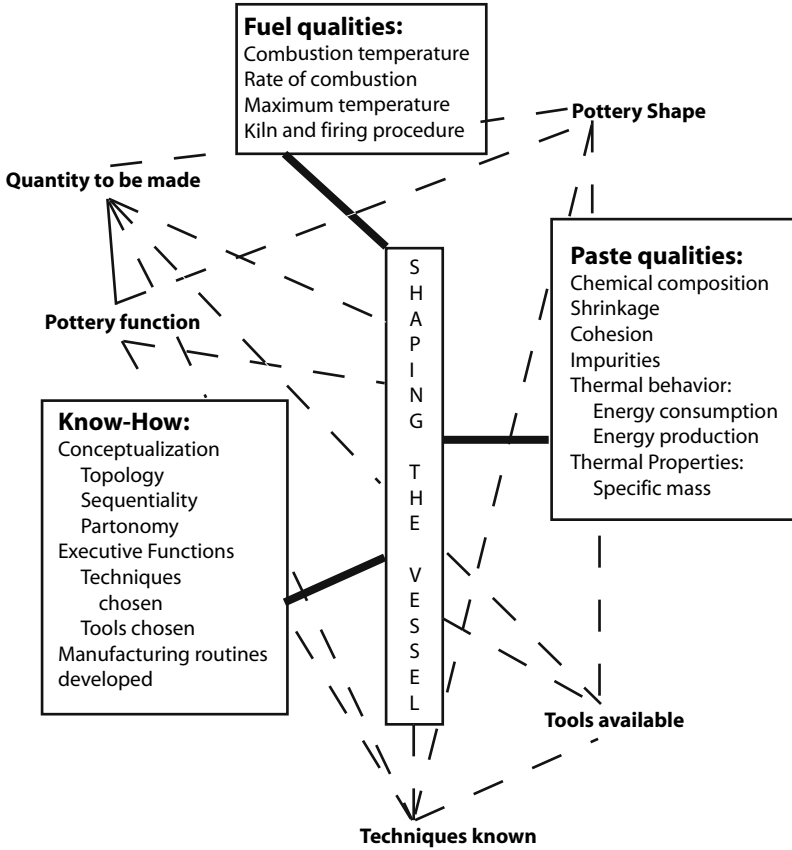 Fuel qualities:
Combustion temperature
Rate of combustion
Maximum temperature
Kiln and firing procedure
Pottery Shape
Quantity to be made
Paste qualities:
Chemical composition
Shrinkage
Cohesion
Impurities
Thermal behavior:
Energy consumption
Energy production
Thermal Properties:
Specific mass
Pottery function
SHAPING THE VESSEL
Know-How:
Conceptualization
Topology
Sequentiality
Partonomy
Executive Functions
Techniques
chosen
Tools chosen
Manufacturing routines
developed
Tools available
Techniques known